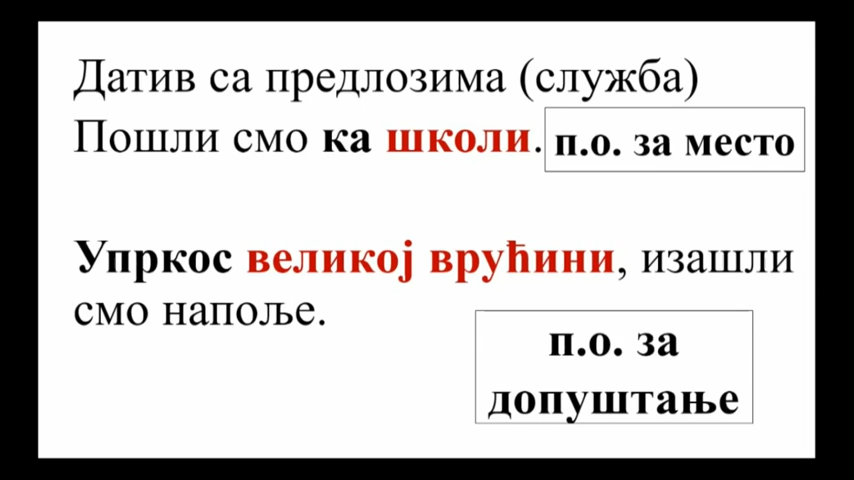 Датив са предлозима (служба)
Пошли смо ка школи. п.о. за место
Упркос великој врућини, изашли
смо напоље.
п.о. за
допуштање